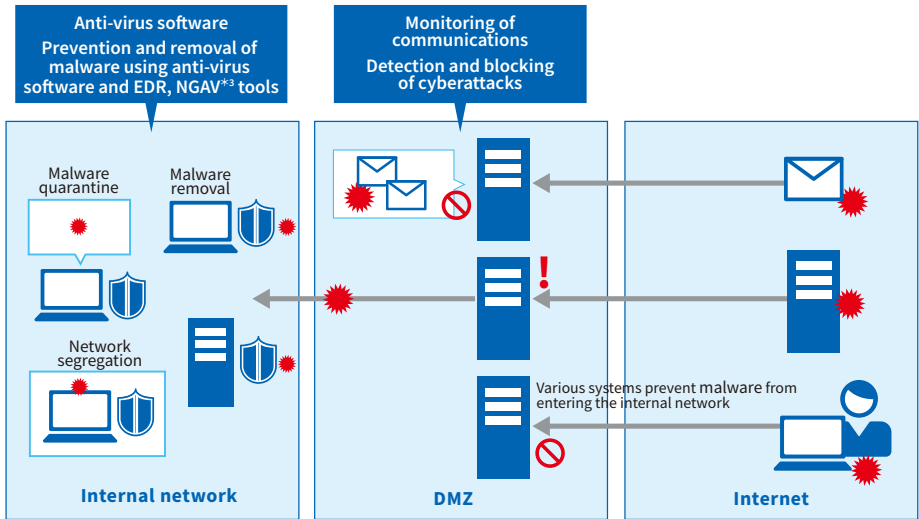 Anti-virus software
Prevention and removal of
malware using anti-virus
software and EDR, NGAV*3 tools
Monitoring of
communications
Detection and blocking
of cyberattacks
Malware
quarantine
Malware
removal
Network
segregation
!
Various systems prevent malware from
entering the internal network
Internal network
DMZ
Internet